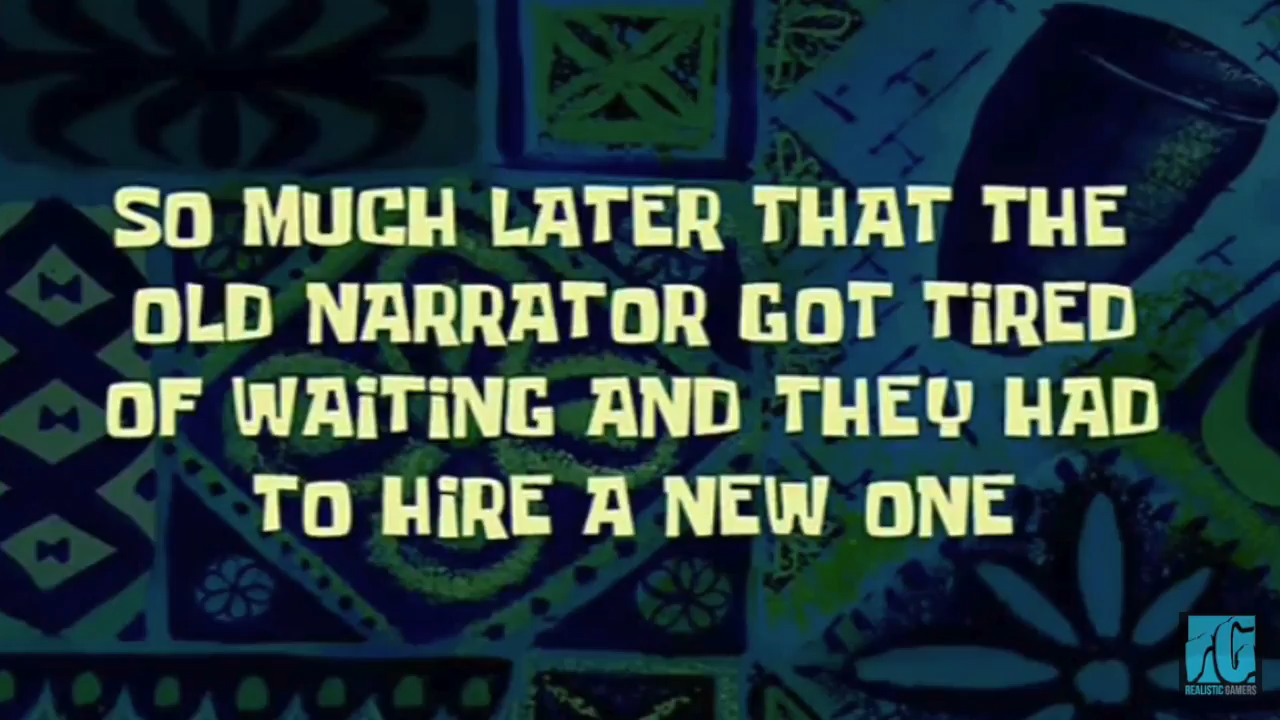 SO MUCH LATER THAT THE
OLD NARRATOR GOT TiRED
OF WAiTiNG AND THEY HAD
TO HiRE A NEW ONE
rG
REALISTIC GAMERS